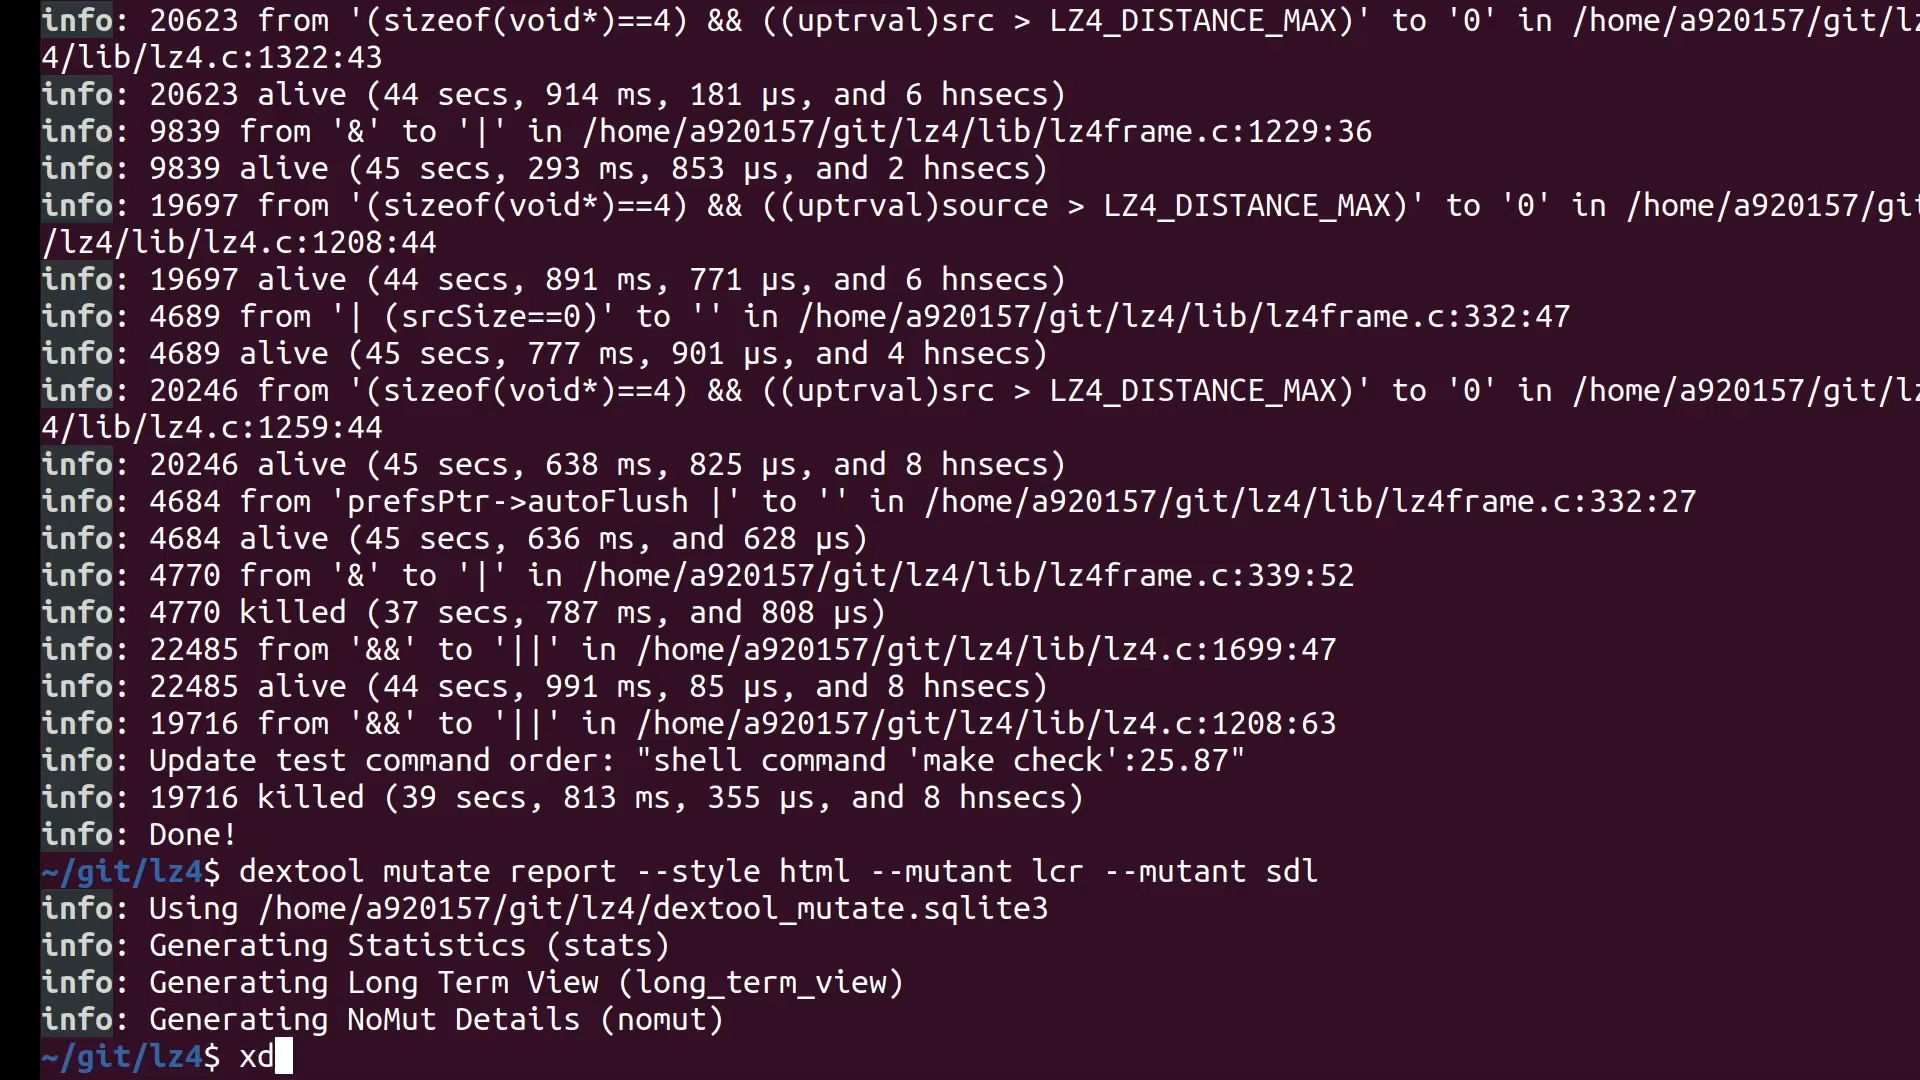 info: 20623 from '(sizeof(void*)==4) && ((uptrval)src > LZ4_DISTANCE_MAX)' to '0' in /home/a920157/git/lz
4/lib/lz4.c:1322:43
info: 20623 alive (44 secs, 914 ms, 181 µs, and 6 hnsecs)
info: 9839 from '&' to '|' in /home/a920157/git/lz4/lib/lz4frame.c:1229:36
info: 9839 alive (45 secs, 293 ms, 853 µs, and 2 hnsecs)
info: 19697 from '(sizeof(void*)==4) && ((uptrval)source > LZ4_DISTANCE_MAX)' to '0' in /home/a920157/git
/lz4/lib/lz4.c:1208:44
info: 19697 alive (44 secs, 891 ms, 771 µs, and 6 hnsecs)
info: 4689 from '| (srcSize==0)' to '' in /home/a920157/git/lz4/lib/lz4frame.c:332:47
info: 4689 alive (45 secs, 777 ms, 901 µs, and 4 hnsecs)
info: 20246 from '(sizeof(void*)==4) && ((uptrval)src > LZ4_DISTANCE_MAX)' to '0' in /home/a920157/git/lz
4/lib/lz4.c:1259:44
info: 20246 alive (45 secs, 638 ms, 825 µs, and 8 hnsecs)
info: 4684 from 'prefsPtr->autoFlush |' to '' in /home/a920157/git/lz4/lib/lz4frame.c:332:27
info: 4684 alive (45 secs, 636 ms, and 628 µs)
info: 4770 from '&' to '|' in /home/a920157/git/lz4/lib/lz4frame.c:339:52
info: 4770 killed (37 secs, 787 ms, and 808 µs)
info: 22485 from '&&' to '||' in /home/a920157/git/lz4/lib/lz4.c:1699:47
info: 22485 alive (44 secs, 991 ms, 85 µs, and 8 hnsecs)
info: 19716 from '&&' to '||' in /home/a920157/git/lz4/lib/lz4.c:1208:63
info: Update test command order: "shell command 'make check':25.87"
info: 19716 killed (39 secs, 813 ms, 355 µs, and 8 hnsecs)
info: Done!
~/git/lz4$ dextool mutate report --style html --mutant lcr --mutant sdl
info: Using /home/a920157/git/lz4/dextool_mutate.sqlite3
info: Generating Statistics (stats)
info: Generating Long Term View (long_term_view)
info: Generating NoMut Details (nomut)
~/git/lz4$ xd